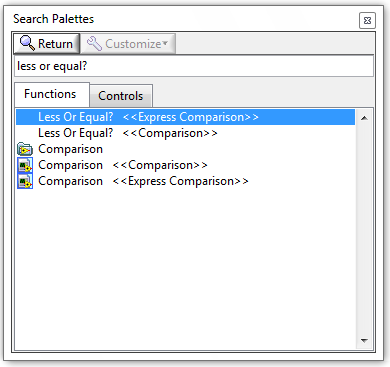 Search Palettes
Return Customize
less or equal?
Functions Controls
Less Or Equal? <<Express Comparison>>
Less Or Equal? <<Comparison>>
Comparison
Comparison <<Comparison>>
Comparison <<Express Comparison>>